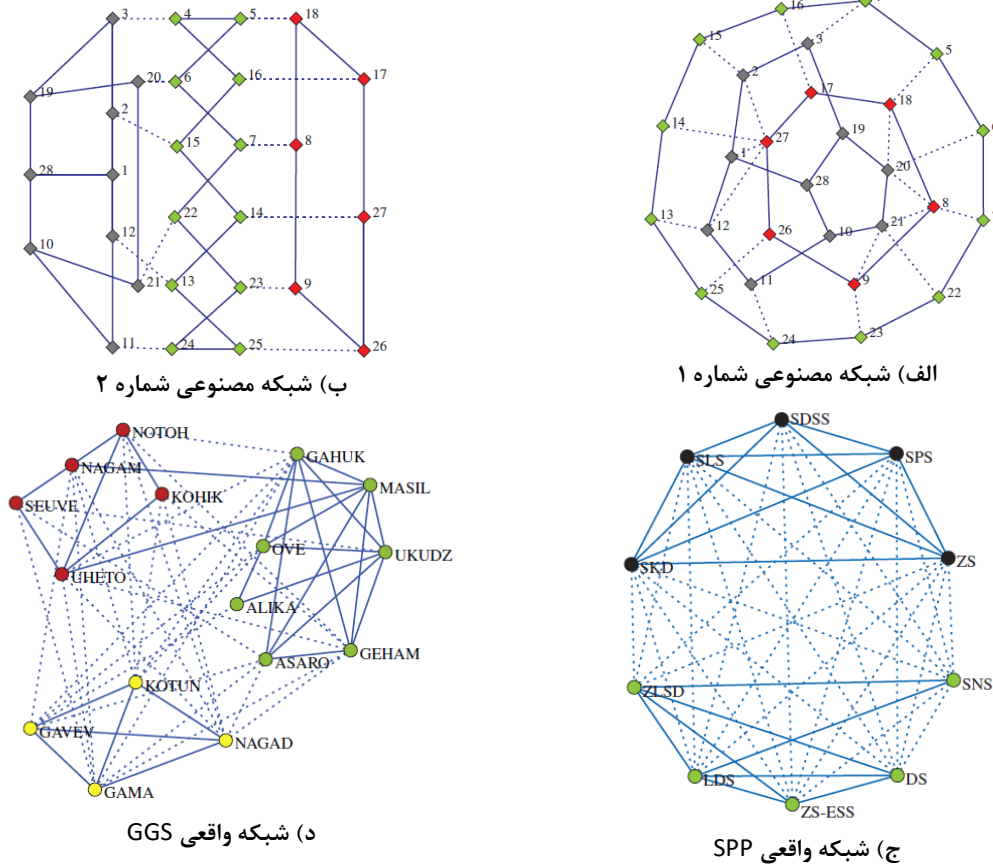 3
4
5
18
17
20
6
16
19
2
15
7
8
28
1
22
14
27
12
10
21
13
23
9
11
24
25
26
ب) شبکه مصنوعی شماره ۲
16
15
3
5
2
17
18
14
19
27
1
20
28
8
13
12
21
10
26
11
9
25
22
23
24
الف) شبکه مصنوعی شماره ۱
NOTOH
GAHUK
NAGAM
MASIL
KOHIK
SEUVE
OVE
UKUDZ
UHETO
ALIKA
ASARO
GEHAM
KOTUN
GAVEV
NAGAD
GAMA
د) شبکه واقعی GGS
SDSS
SLS
SPS
SKD
ZS
ZLSD
SNS
LDS
DS
ZS-ESS
ج) شبکه واقعی SPP